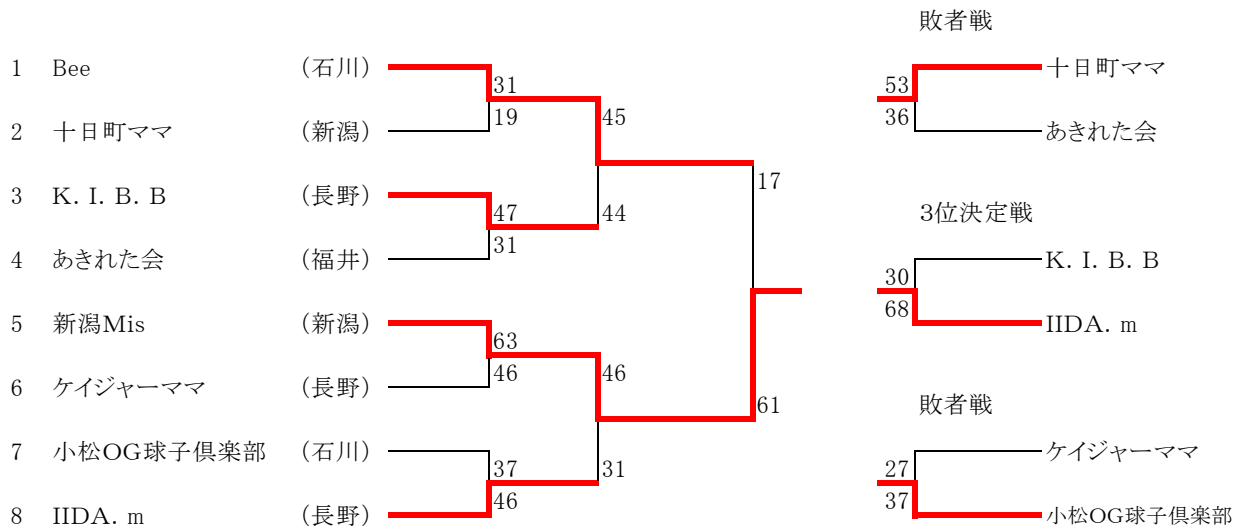 敗者戦
1 Bee (石川) 31 53 十日町ママ
2 十日町ママ (新潟) 19 45 36 あきれた会
3 K. I. B. B (長野) 47 44 17 3位決定戦
4 あきれた会 (福井) 31 30 K. I. B. B
5 新潟Mis (新潟) 63 68 IIDA. m
6 ケイジャーママ (長野) 46 46 61 敗者戦
7 小松OG球子倶楽部 (石川) 37 31 27 ケイジャーママ
8 IIDA. m (長野) 46 37 小松OG球子倶楽部